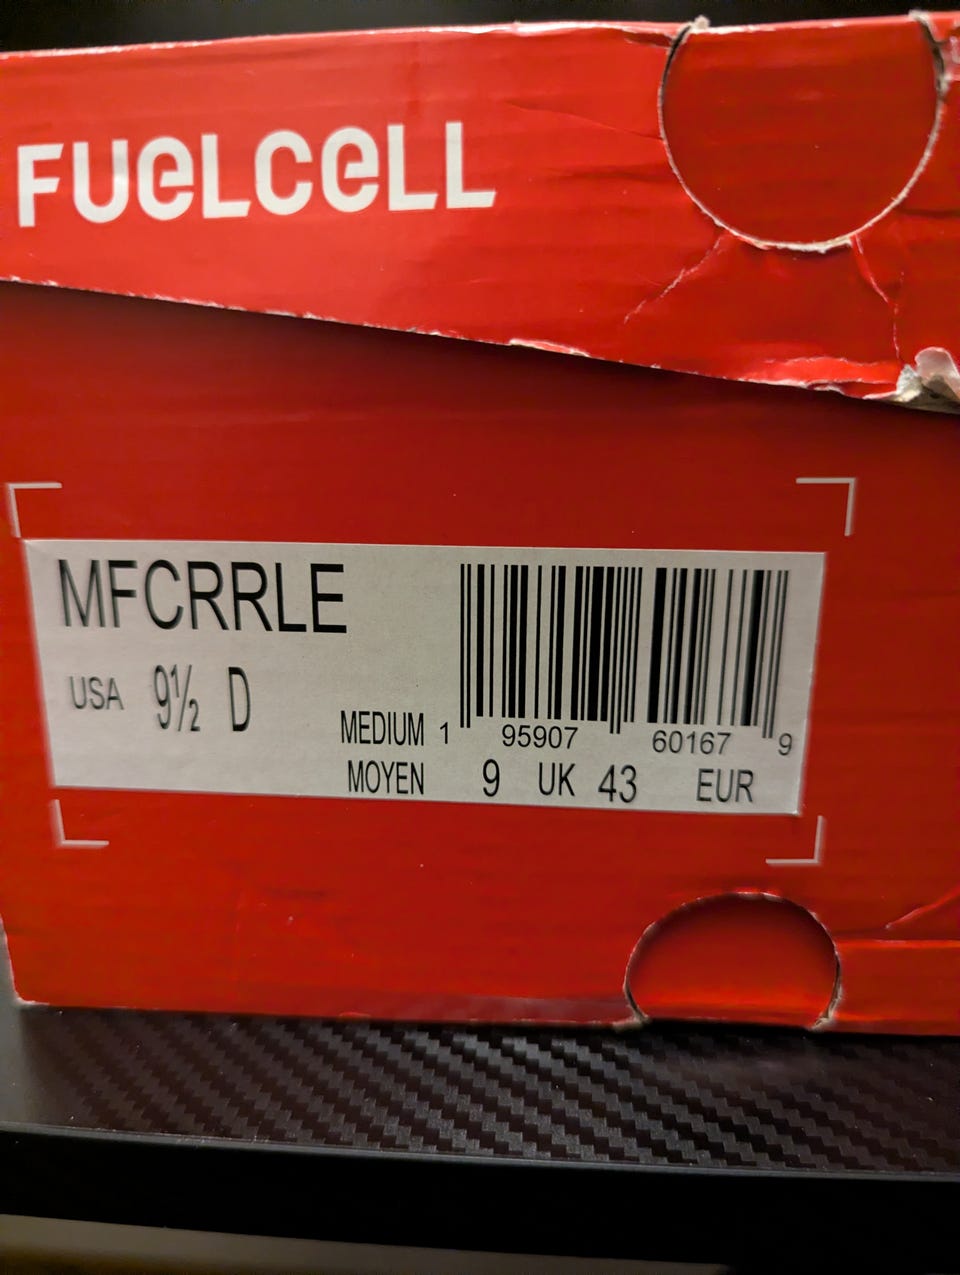 FUELCELL
MFCRRLE
USA 9½ D
MEDIUM 1 95907 60167 9
MOYEN 9 UK 43 EUR